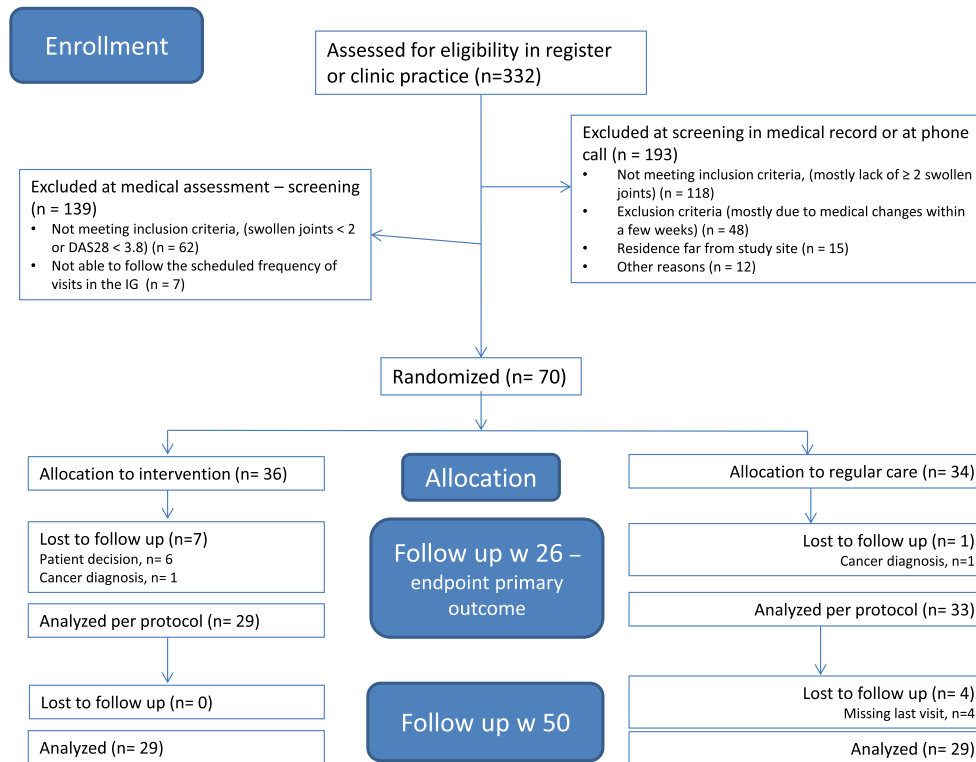 Enrollment
Assessed for eligibility in register
or clinic practice (n=332)
Excluded at screening in medical record or at phone
call (n = 193)
• Not meeting inclusion criteria, (mostly lack of ≥ 2 swollen
joints) (n = 118)
• Exclusion criteria (mostly due to medical changes within
a few weeks) (n = 48)
• Residence far from study site (n = 15)
• Other reasons (n = 12)
Excluded at medical assessment – screening
(n = 139)
• Not meeting inclusion criteria, (swollen joints < 2
or DAS28 < 3.8) (n = 62)
• Not able to follow the scheduled frequency of
visits in the IG (n = 7)
Randomized (n= 70)
Allocation to intervention (n= 36)
Allocation
Allocation to regular care (n= 34)
Lost to follow up (n=7)
Patient decision, n= 6
Cancer diagnosis, n= 1
Follow up w 26 –
endpoint primary
outcome
Lost to follow up (n= 1)
Cancer diagnosis, n=1
Analyzed per protocol (n= 29)
Analyzed per protocol (n= 33)
Lost to follow up (n= 0)
Follow up w 50
Lost to follow up (n= 4)
Missing last visit, n=4
Analyzed (n= 29)
Analyzed (n= 29)